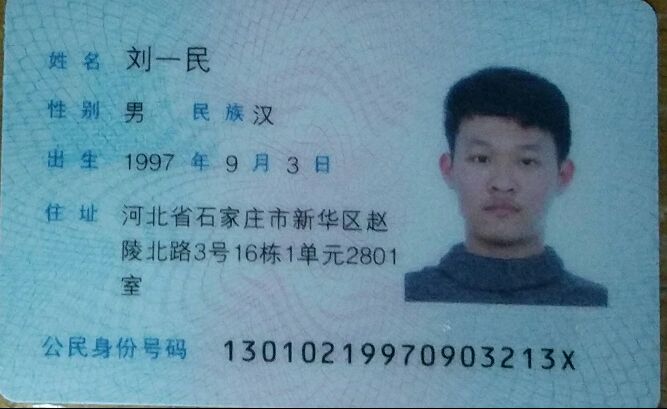 姓名 刘一民
性别 男 民族 汉
出生 1997 年 9 月 3 日
住址 河北省石家庄市新华区赵
陵北路3号16栋1单元2801
室
公民身份号码 13010219970903213X